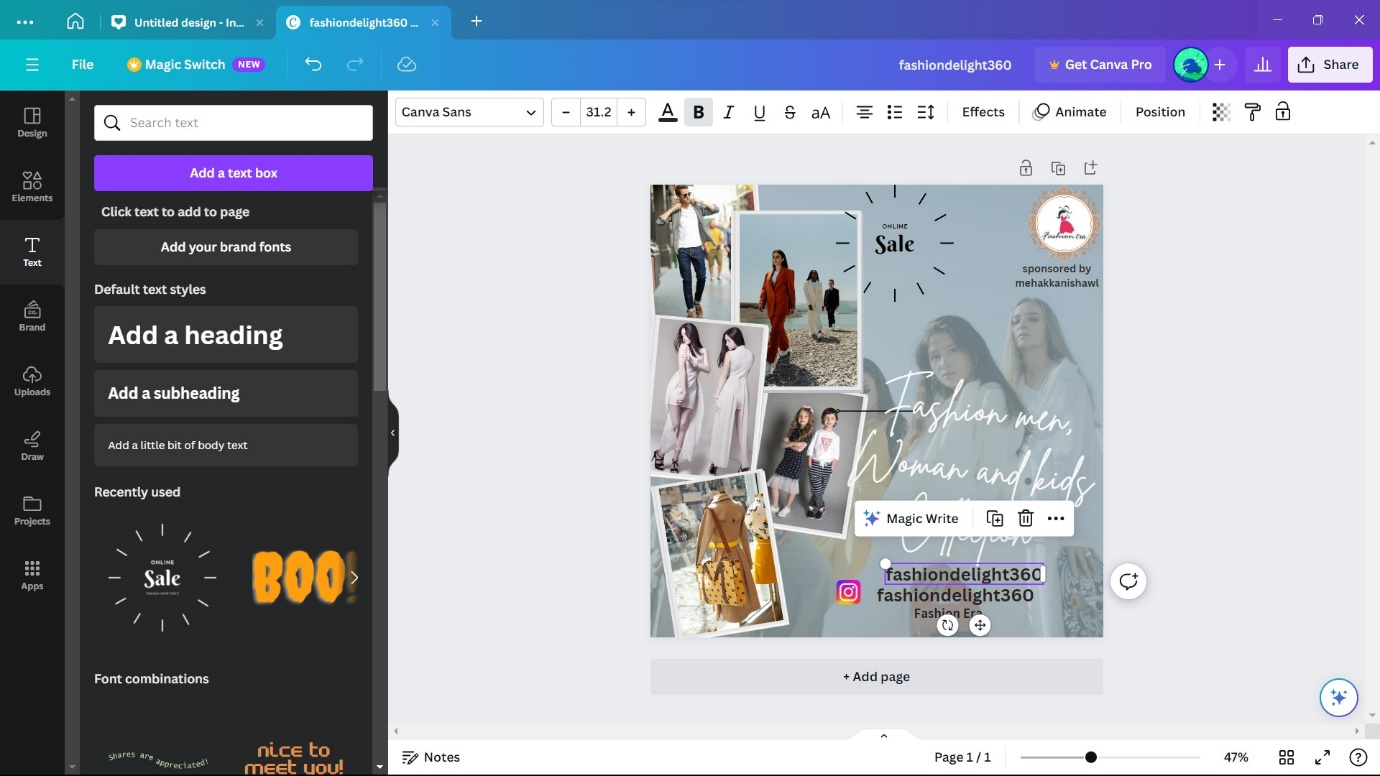 Untitled design - In...
fashiondelight360 ...
File
Magic Switch
NEW
fashiondelight360
Get Canva Pro
Share
Design
Elements
Text
Brand
Uploads
Draw
Projects
Apps
Search text
Add a text box
Click text to add to page
Add your brand fonts
Default text styles
Add a heading
Add a subheading
Add a little bit of body text
Recently used
ONLINE
Sale
BOO!
Font combinations
Shares are appreciated!
nice to
meet you!
Canva Sans
31.2
A
B
I
U
S
aA
Effects
Animate
Position
ONLINE
Sale
Fashion Era
sponsored by
mehakkanishawl
Fashion men,
Woman and kids
Magic Write
fashiondelight360
fashiondelight360
Fashion Era
+ Add page
Notes
Page 1 / 1
47%